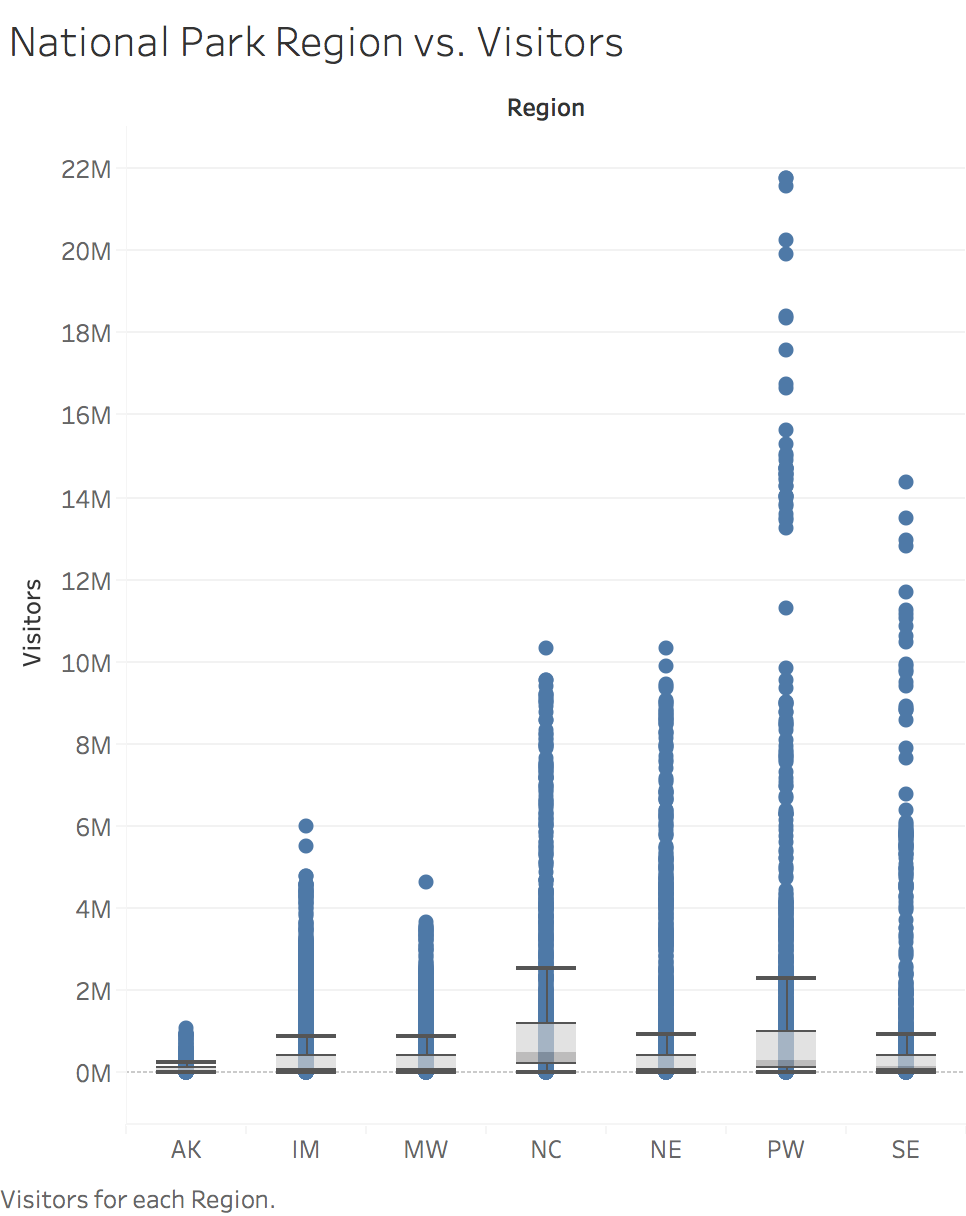 National Park Region vs. Visitors
Region
22M
20M
18M
16M
14M
12M
10M
8M
6M
4M
2M
0M
Visitors
AK IM MW NC NE PW SE
Visitors for each Region.